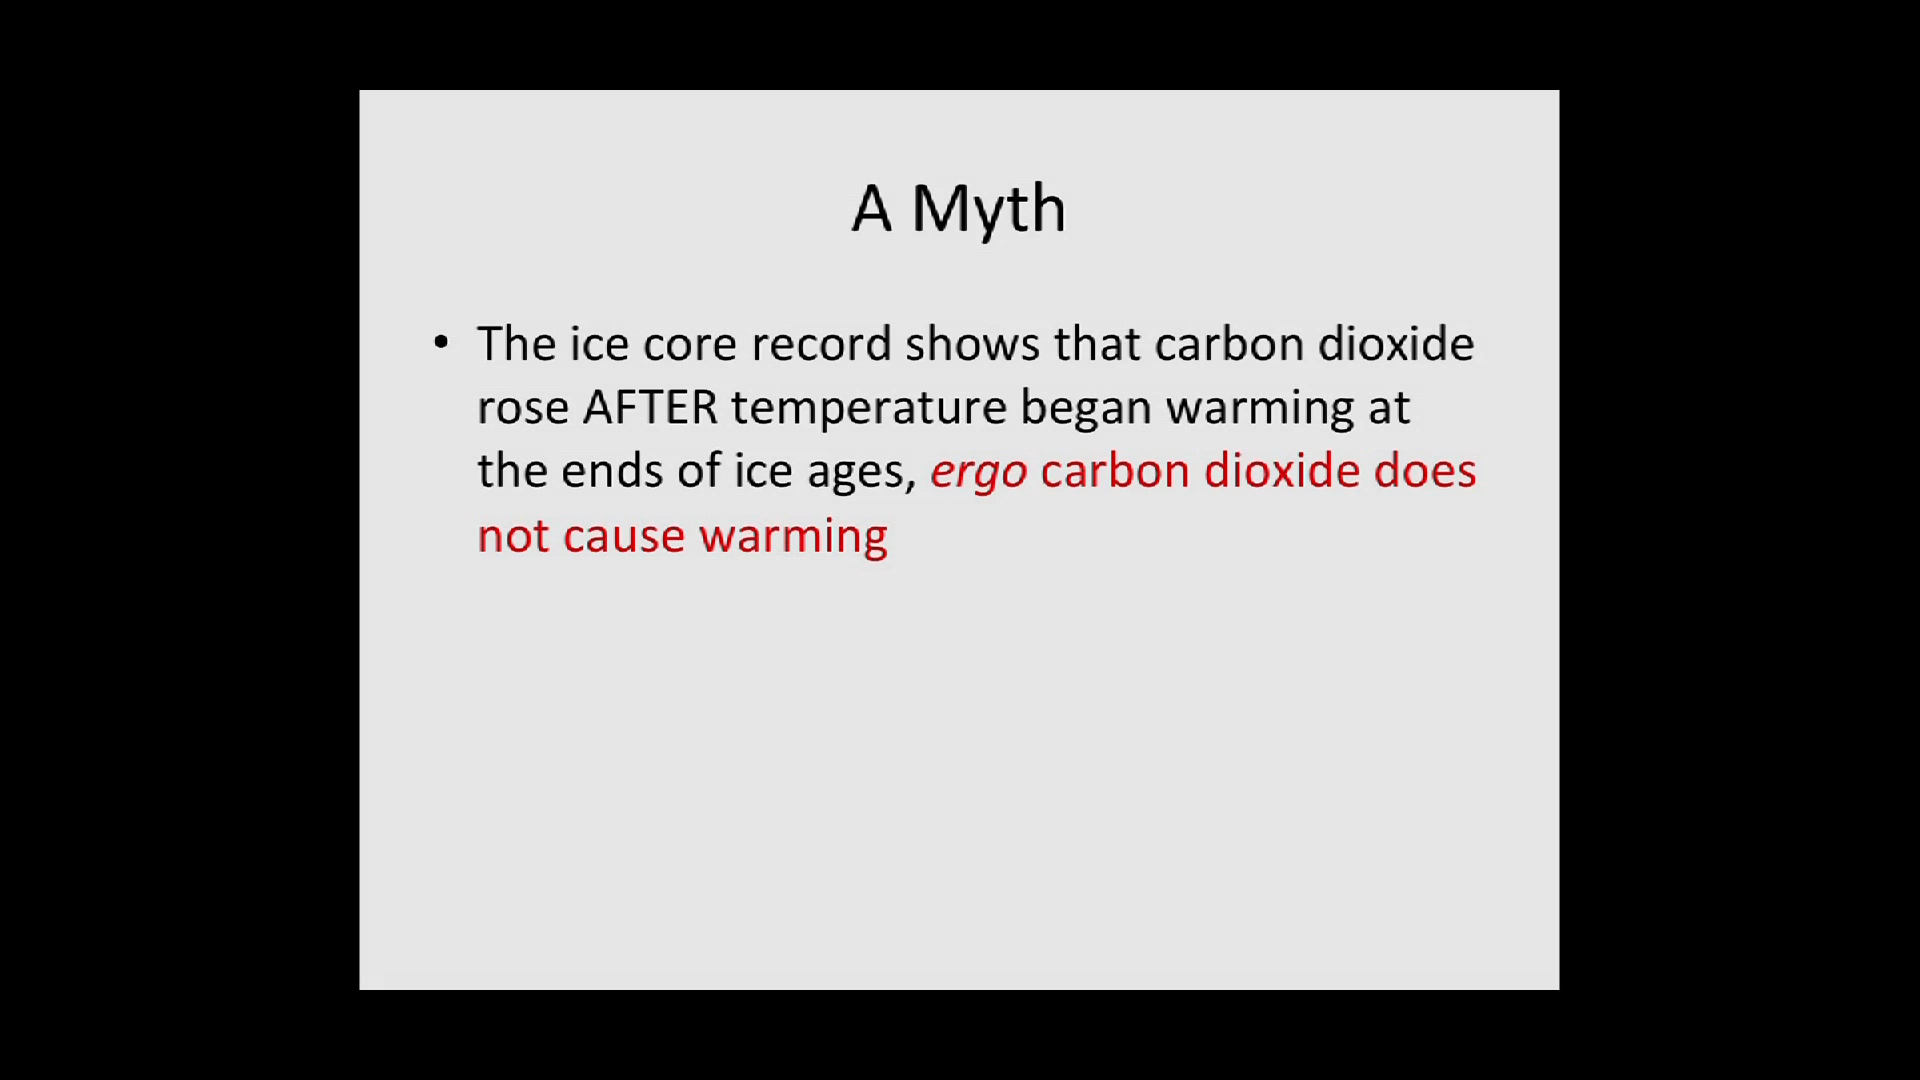 A Myth
• The ice core record shows that carbon dioxide
rose AFTER temperature began warming at
the ends of ice ages, ergo carbon dioxide does
not cause warming